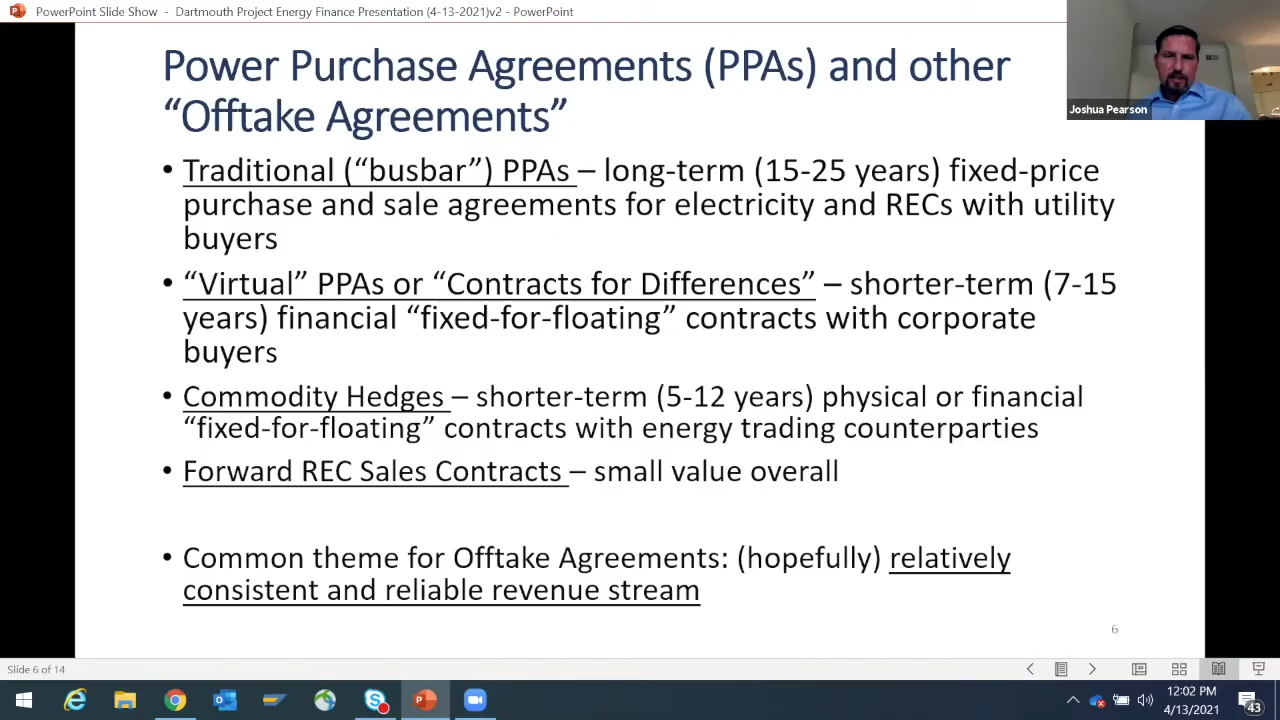 PowerPoint Slide Show - Dartmouth Project Energy Finance Presentation (4-13-2021)v2 - PowerPoint
Power Purchase Agreements (PPAs) and other
“Offtake Agreements”
Joshua Pearson
• Traditional (“busbar”) PPAs – long-term (15-25 years) fixed-price
purchase and sale agreements for electricity and RECs with utility
buyers
• “Virtual” PPAs or “Contracts for Differences” – shorter-term (7-15
years) financial “fixed-for-floating” contracts with corporate
buyers
• Commodity Hedges – shorter-term (5-12 years) physical or financial
“fixed-for-floating” contracts with energy trading counterparties
• Forward REC Sales Contracts – small value overall
• Common theme for Offtake Agreements: (hopefully) relatively
consistent and reliable revenue stream
6
Slide 6 of 14
12:02 PM
4/13/2021
43